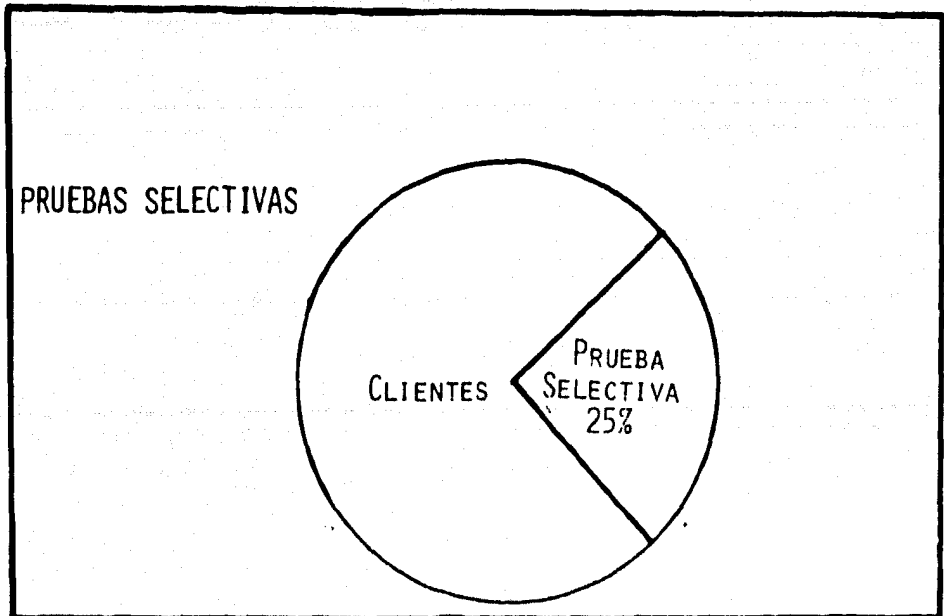 PRUEBAS SELECTIVAS
CLIENTES
PRUEBA
SELECTIVA
25%